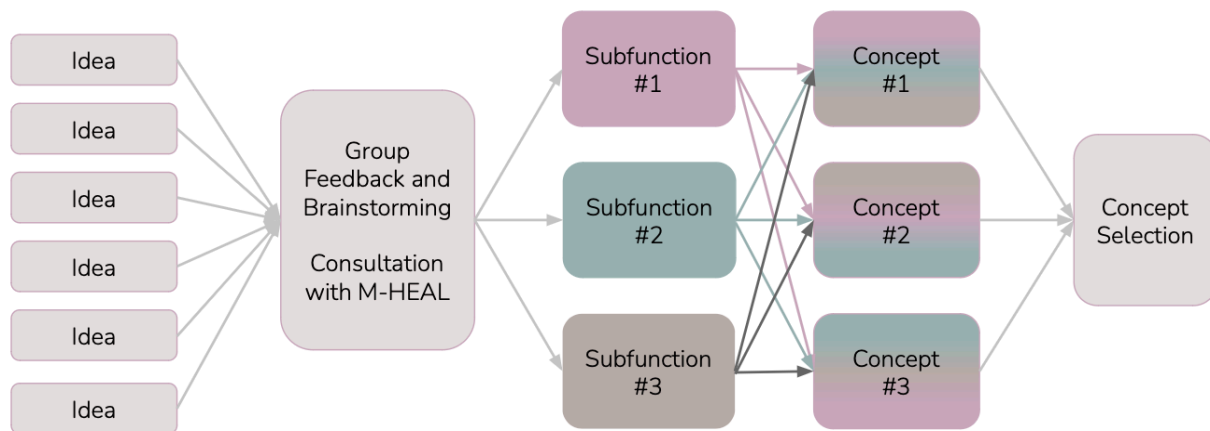 Idea
Idea
Idea
Idea
Idea
Idea
Group
Feedback and
Brainstorming
Consultation
with M-HEAL
Subfunction
#1
Subfunction
#2
Subfunction
#3
Concept
#1
Concept
#2
Concept
#3
Concept
Selection